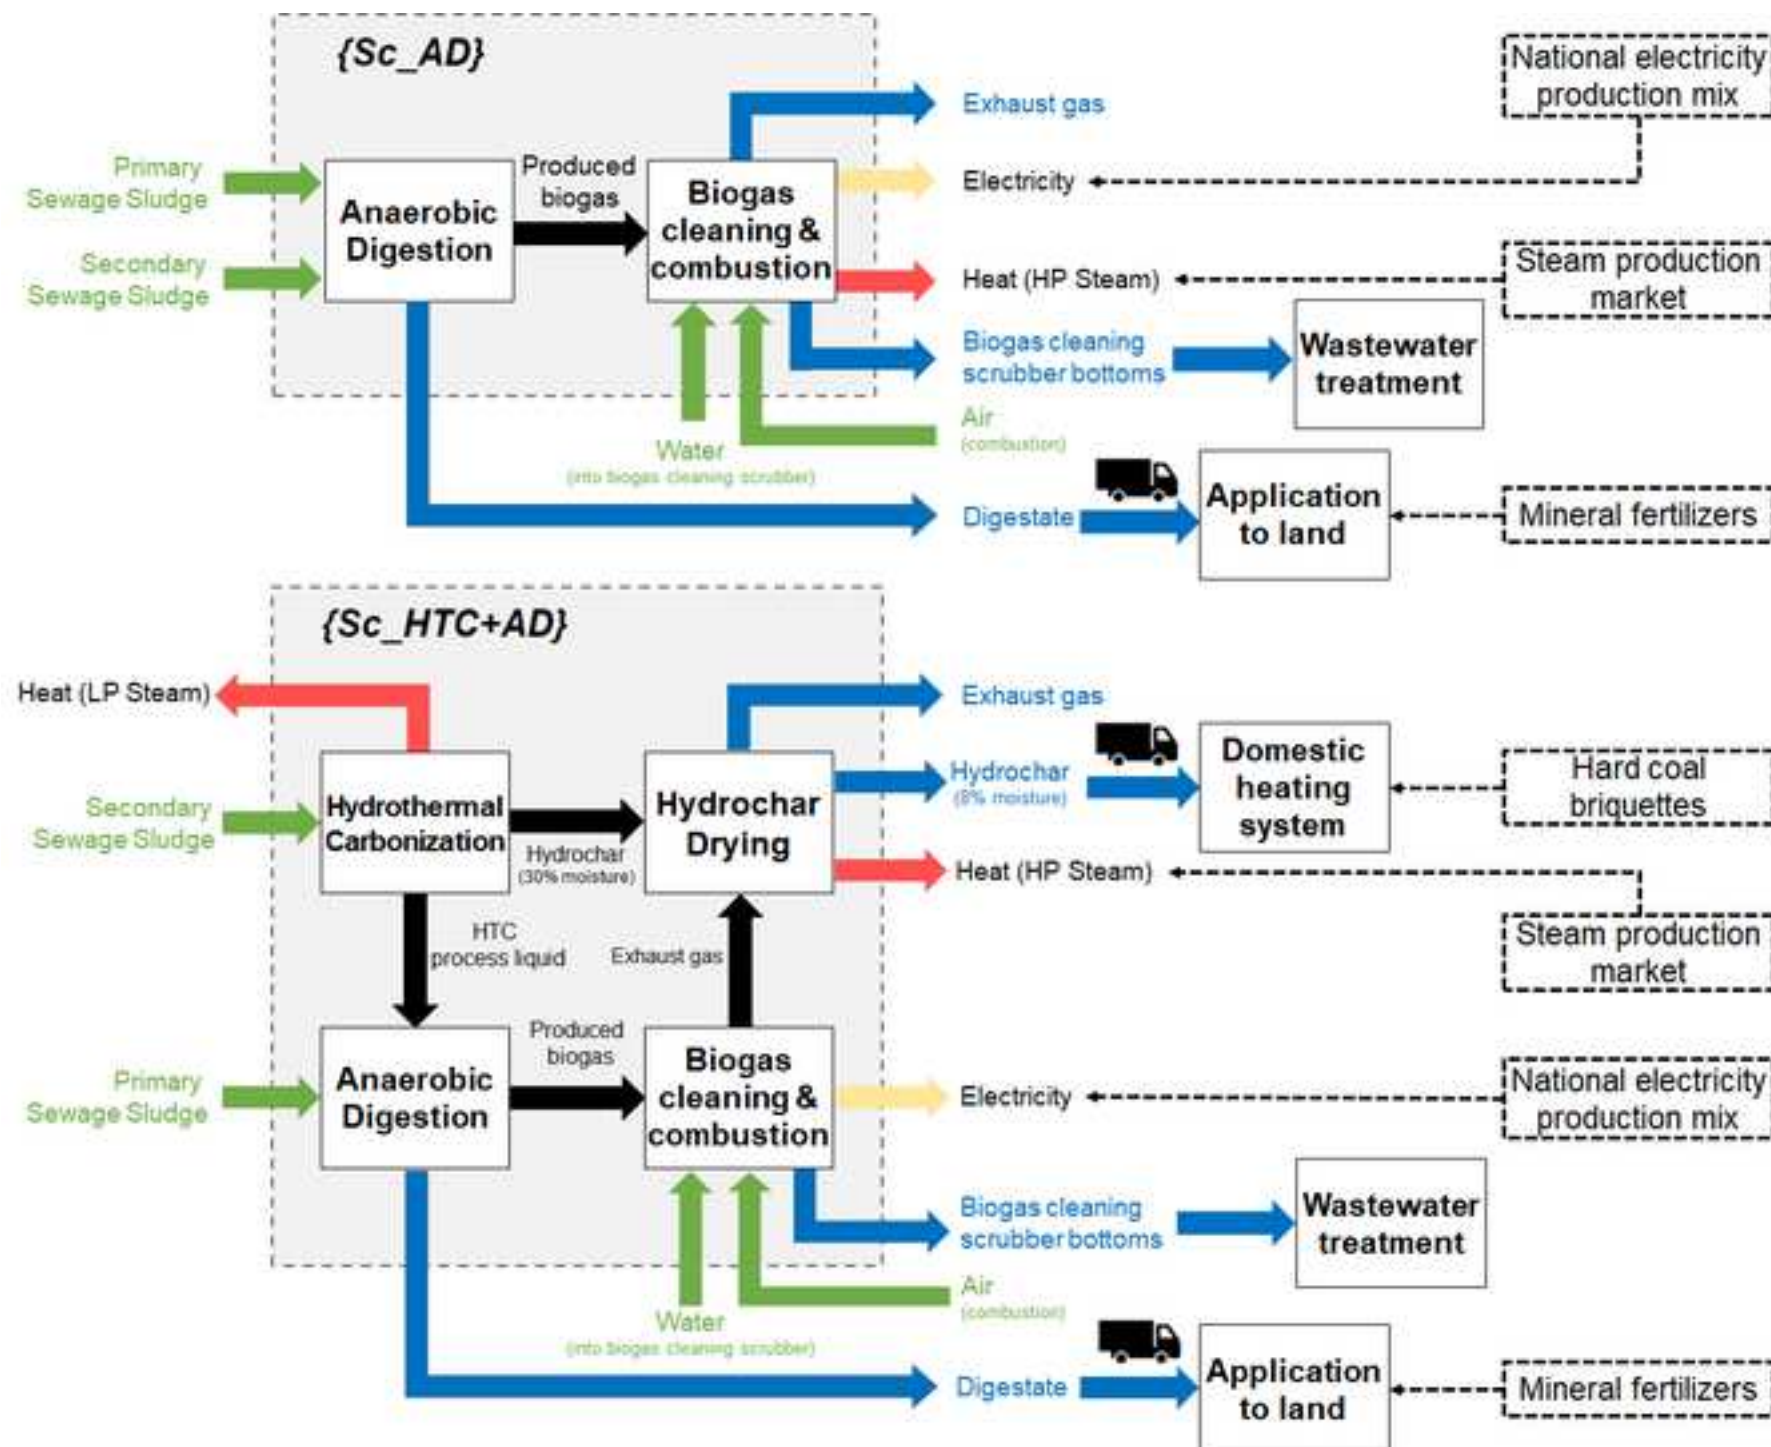 {Sc_AD}
National electricity
production mix
Exhaust gas
Primary
Sewage Sludge
Produced
biogas
Anaerobic
Digestion
Biogas
cleaning &
combustion
Electricity
Secondary
Sewage Sludge
Heat (HP Steam)
Steam production
market
Biogas cleaning
scrubber bottoms
Wastewater
treatment
Air
(combustion)
Water
(into biogas cleaning scrubber)
Digestate
Application
to land
Mineral fertilizers
{Sc_HTC+AD}
Heat (LP Steam)
Exhaust gas
Secondary
Sewage Sludge
Hydrothermal
Carbonization
Hydrochar
(30% moisture)
Hydrochar
Drying
Hydrochar
(8% moisture)
Domestic
heating
system
Hard coal
briquettes
Heat (HP Steam)
Steam production
market
HTC
process liquid
Exhaust gas
Primary
Sewage Sludge
Anaerobic
Digestion
Produced
biogas
Biogas
cleaning &
combustion
Electricity
National electricity
production mix
Biogas cleaning
scrubber bottoms
Wastewater
treatment
Air
(combustion)
Water
(into biogas cleaning scrubber)
Digestate
Application
to land
Mineral fertilizers